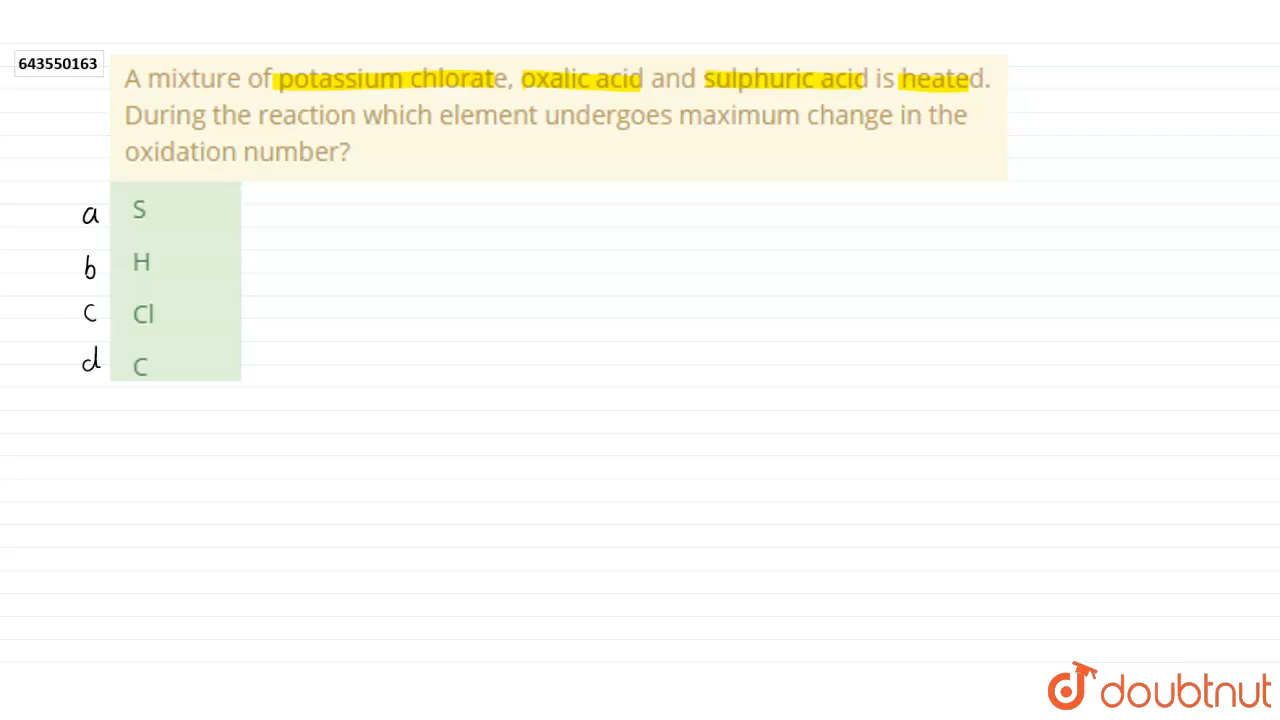 643550163
A mixture of potassium chlorate, oxalic acid and sulphuric acid is heated.
During the reaction which element undergoes maximum change in the
oxidation number?
a S
b H
c Cl
d C
doubtnut